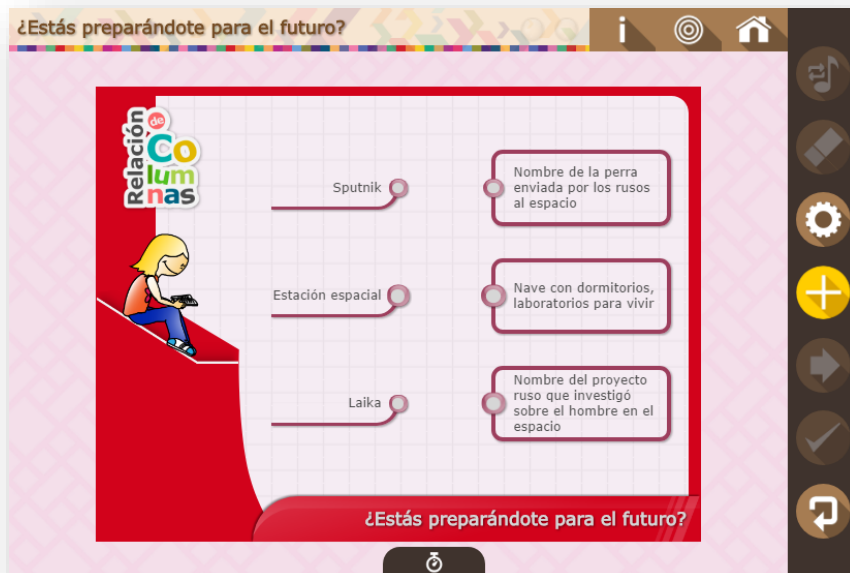 ¿Estás preparándote para el futuro?
Relación
de
Co
lum
nas
Sputnik
Nombre de la perra
enviada por los rusos
al espacio
Estación espacial
Nave con dormitorios,
laboratorios para vivir
Laika
Nombre del proyecto
ruso que investigó
sobre el hombre en el
espacio
¿Estás preparándote para el futuro?